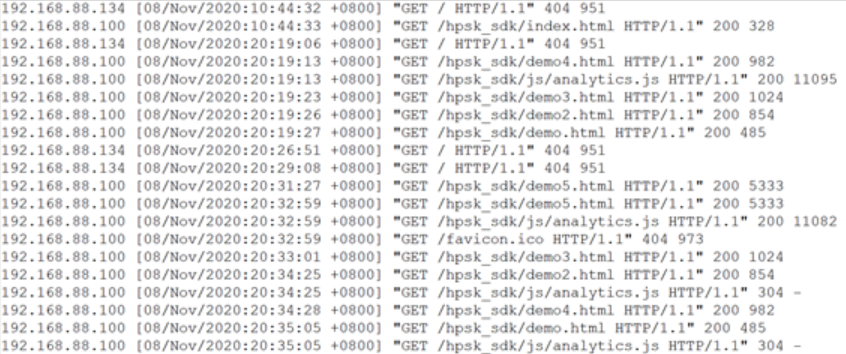 192.168.88.134 [08/Nov/2020:10:44:32 +0800] "GET / HTTP/1.1" 404 951
192.168.88.100 [08/Nov/2020:10:44:33 +0800] "GET /hpsk_sdk/index.html HTTP/1.1" 200 328
192.168.88.134 [08/Nov/2020:20:19:06 +0800] "GET / HTTP/1.1" 404 951
192.168.88.100 [08/Nov/2020:20:19:13 +0800] "GET /hpsk_sdk/demo4.html HTTP/1.1" 200 982
192.168.88.100 [08/Nov/2020:20:19:13 +0800] "GET /hpsk_sdk/js/analytics.js HTTP/1.1" 200 11095
192.168.88.100 [08/Nov/2020:20:19:23 +0800] "GET /hpsk_sdk/demo3.html HTTP/1.1" 200 1024
192.168.88.100 [08/Nov/2020:20:19:26 +0800] "GET /hpsk_sdk/demo2.html HTTP/1.1" 200 854
192.168.88.100 [08/Nov/2020:20:19:27 +0800] "GET /hpsk_sdk/demo.html HTTP/1.1" 200 485
192.168.88.134 [08/Nov/2020:20:26:51 +0800] "GET / HTTP/1.1" 404 951
192.168.88.134 [08/Nov/2020:20:29:08 +0800] "GET / HTTP/1.1" 404 951
192.168.88.100 [08/Nov/2020:20:31:27 +0800] "GET /hpsk_sdk/demo5.html HTTP/1.1" 200 5333
192.168.88.100 [08/Nov/2020:20:32:59 +0800] "GET /hpsk_sdk/demo5.html HTTP/1.1" 200 5333
192.168.88.100 [08/Nov/2020:20:32:59 +0800] "GET /hpsk_sdk/js/analytics.js HTTP/1.1" 200 11082
192.168.88.100 [08/Nov/2020:20:32:59 +0800] "GET /favicon.ico HTTP/1.1" 404 973
192.168.88.100 [08/Nov/2020:20:33:01 +0800] "GET /hpsk_sdk/demo3.html HTTP/1.1" 200 1024
192.168.88.100 [08/Nov/2020:20:34:25 +0800] "GET /hpsk_sdk/demo2.html HTTP/1.1" 200 854
192.168.88.100 [08/Nov/2020:20:34:25 +0800] "GET /hpsk_sdk/js/analytics.js HTTP/1.1" 304 -
192.168.88.100 [08/Nov/2020:20:34:28 +0800] "GET /hpsk_sdk/demo4.html HTTP/1.1" 200 982
192.168.88.100 [08/Nov/2020:20:35:05 +0800] "GET /hpsk_sdk/demo.html HTTP/1.1" 200 485
192.168.88.100 [08/Nov/2020:20:35:05 +0800] "GET /hpsk_sdk/js/analytics.js HTTP/1.1" 304 -